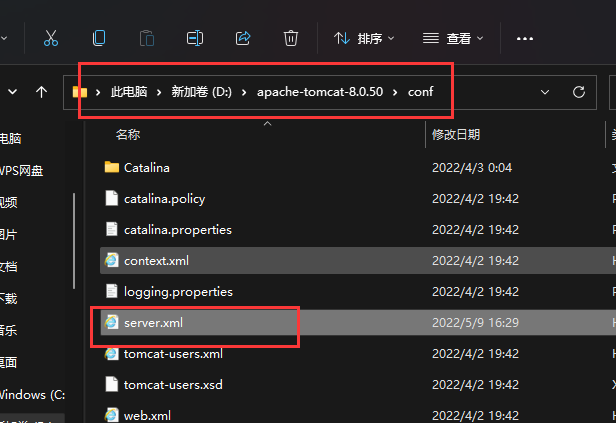 排序 查看
此电脑 新加卷 (D:) apache-tomcat-8.0.50 conf
名称 修改日期
电脑
WPS网盘
视频
图片
文档
下载
音乐
桌面
Windows (C:
Catalina 2022/4/3 0:04
catalina.policy 2022/4/2 19:42
catalina.properties 2022/4/2 19:42
context.xml 2022/4/2 19:42
logging.properties 2022/4/2 19:42
server.xml 2022/5/9 16:29
tomcat-users.xml 2022/4/2 19:42
tomcat-users.xsd 2022/4/2 19:42
web.xml 2022/4/2 19:42